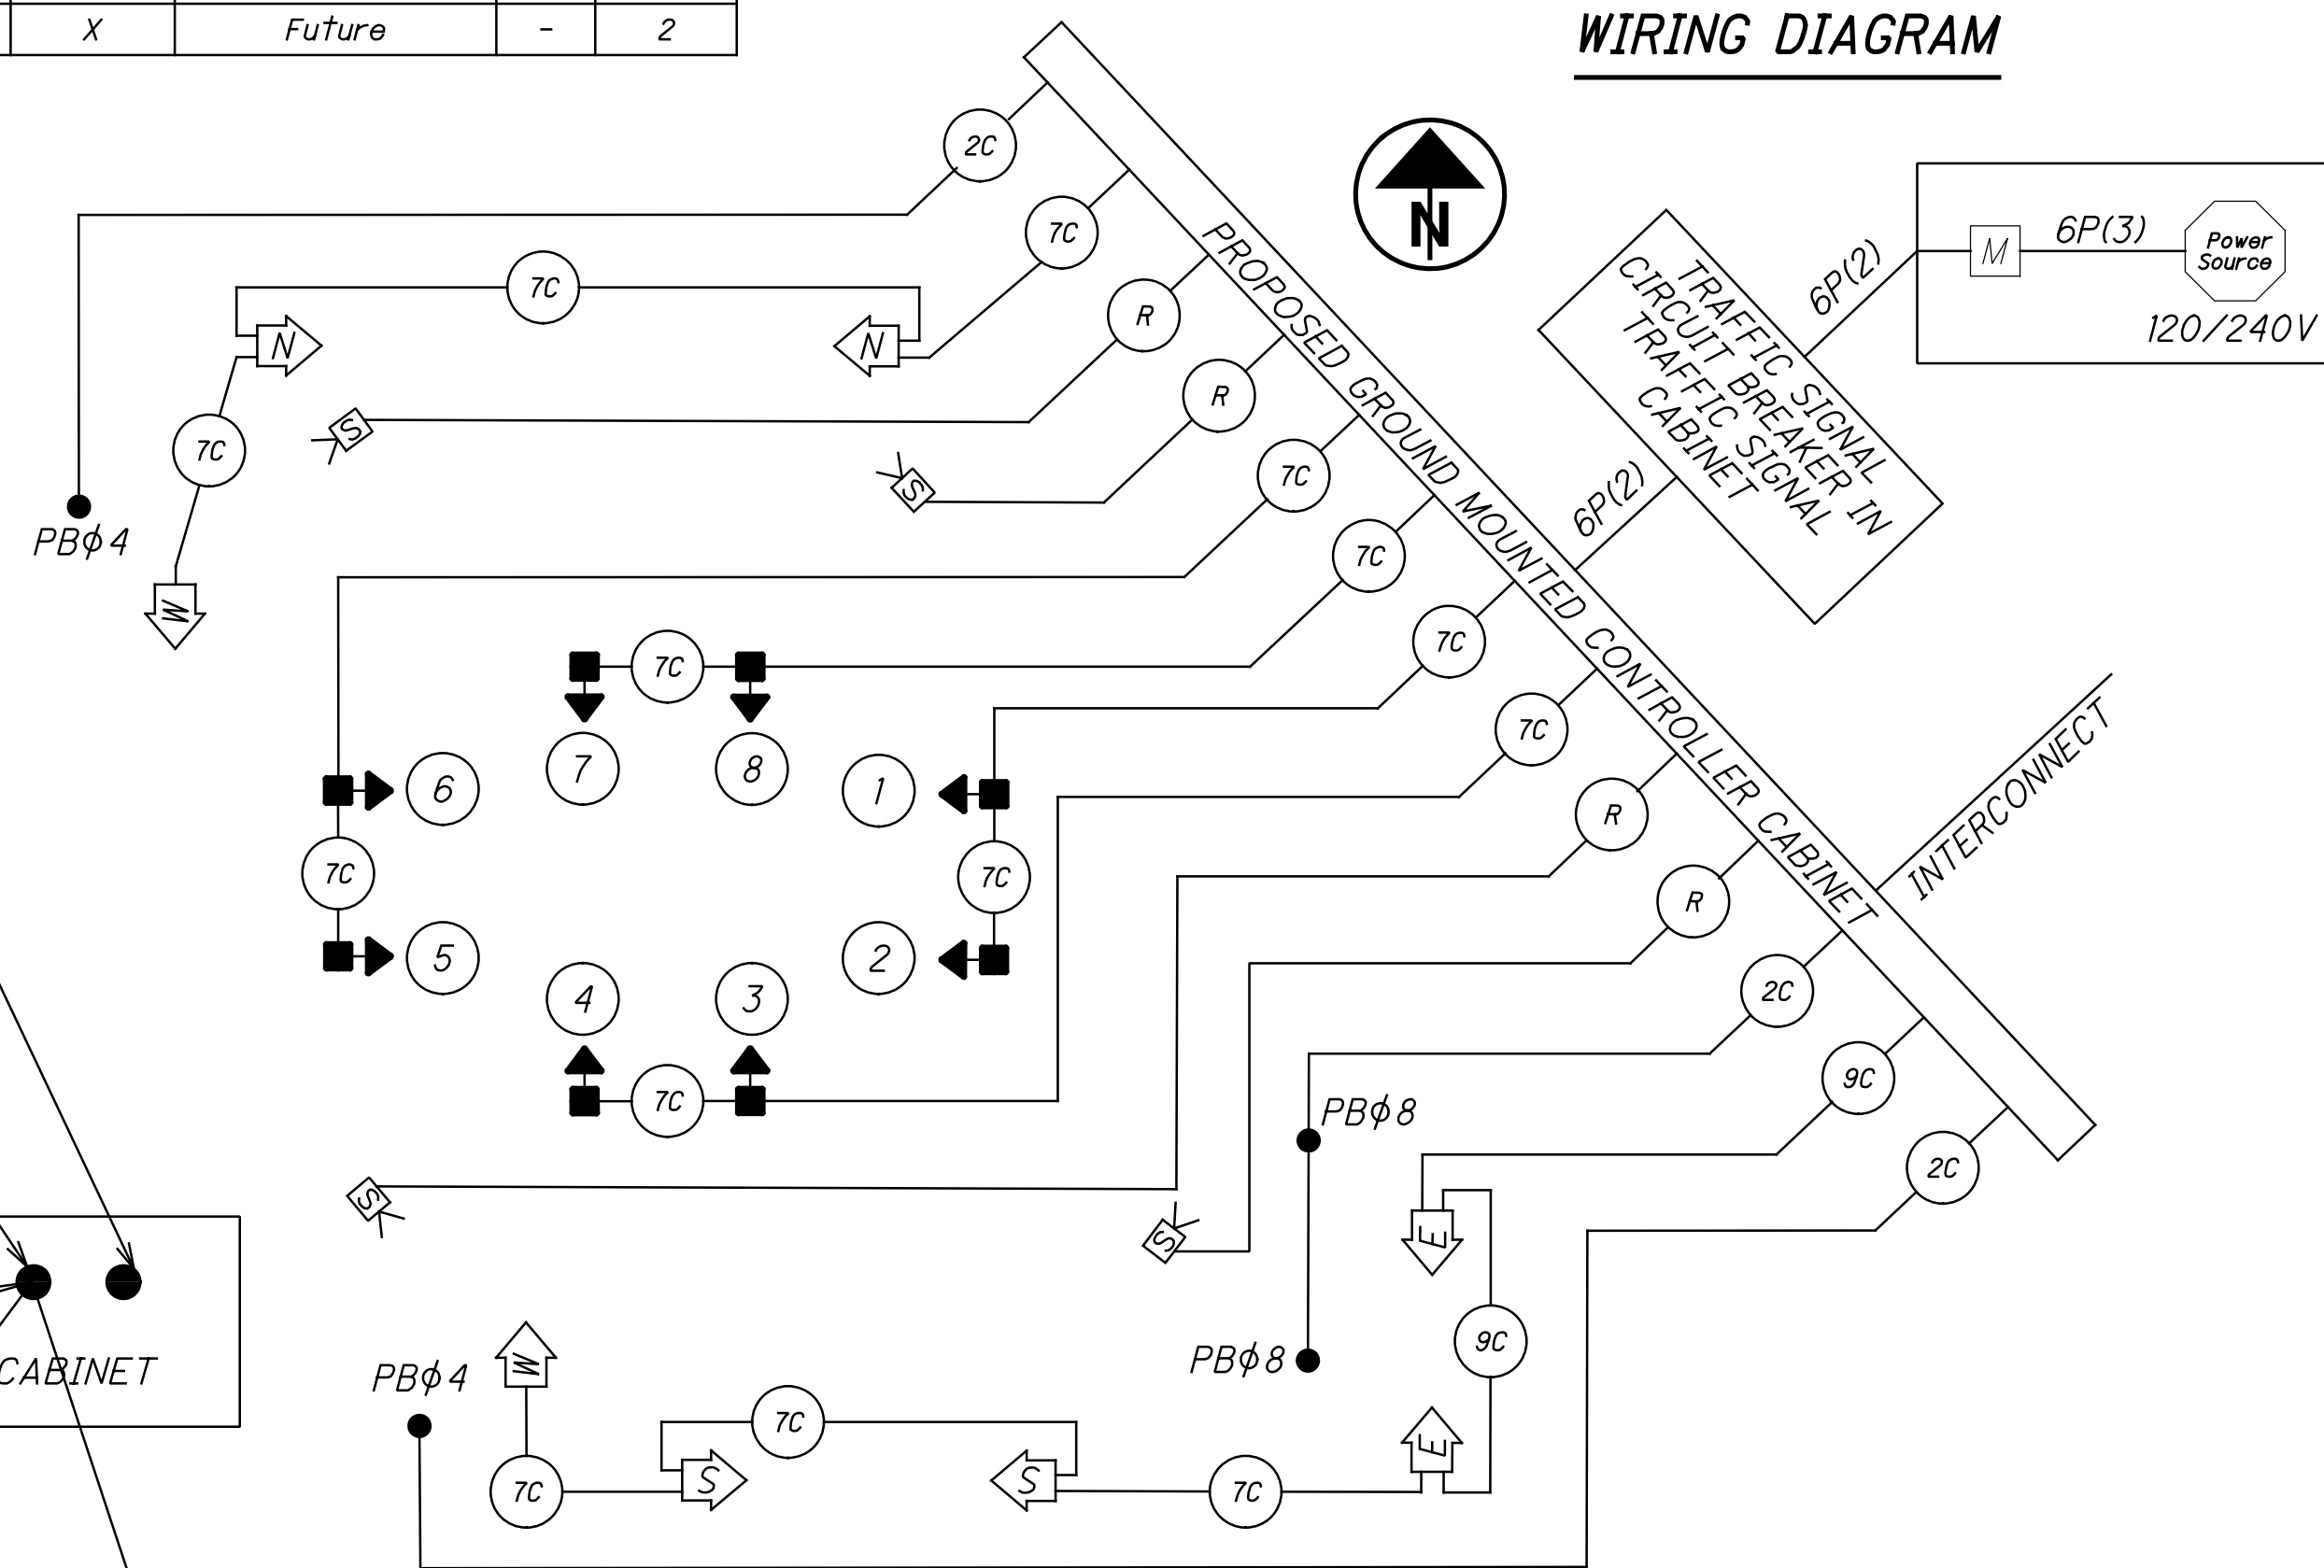 WIRING DIAGRAM
X Future - 2
2C
7C
N
6P(3)
Power
Source
M
6P(2)
120/240V
7C
R
N
N
TRAFFIC SIGNAL
CIRCUIT BREAKER IN
TRAFFIC SIGNAL
CABINET
PROPOSED GROUND MOUNTED CONTROLLER CABINET
R
S
7C
S
7C
6P(2)
PBϕ4
7C
W
7C
7C
7C
7
8
6
1
R
INTERCONNECT
7C
7C
R
5
2
4
3
2C
7C
9C
PBϕ8
2C
S
S
E
9C
CABINET
PBϕ4
W
PBϕ8
7C
E
S
S
7C
7C